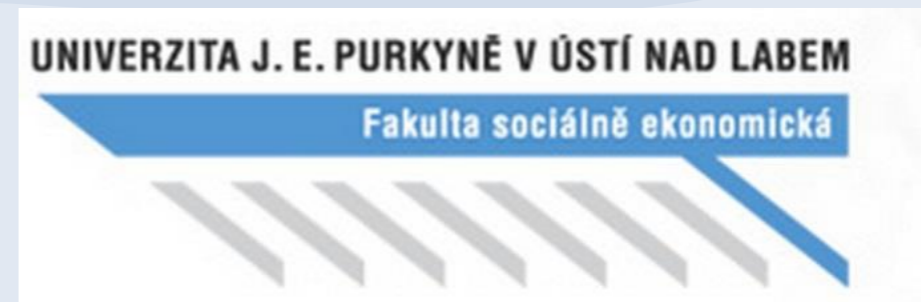 UNIVERZITA J. E. PURKYNĚ V ÚSTÍ NAD LABEM
Fakulta sociálně ekonomická